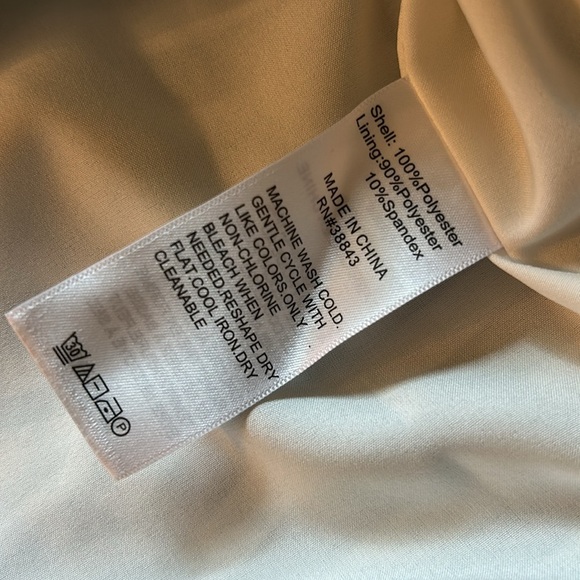 Shell: 100%Polyester
Lining:90%Polyester
10%Spandex
MADE IN CHINA
RN#38843
MACHINE WASH COLD.
GENTLE CYCLE WITH
LIKE COLORS.ONLY
NON-CHLORINE
BLEACH WHEN
NEEDED RESHAPE DRY
FLAT COOL IRON.DRY
CLEANABLE
30
P